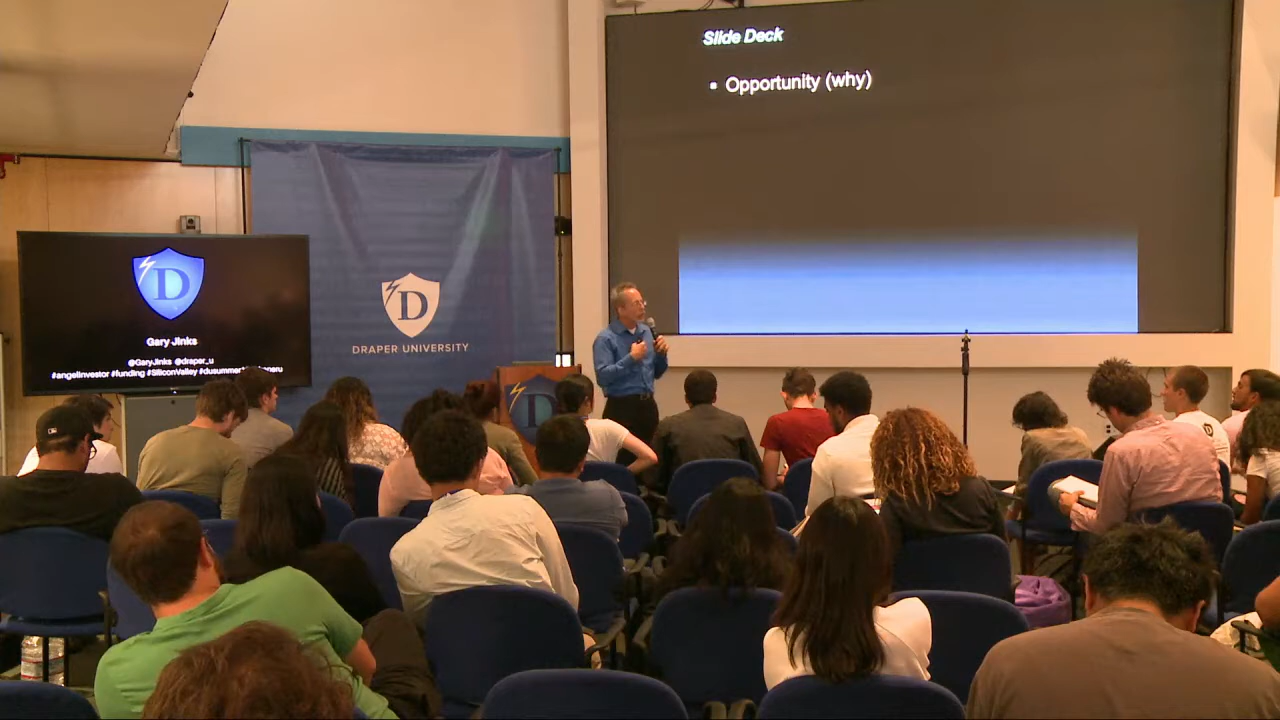 Slide Deck
▪ Opportunity (why)
D
Gary Jinks
@GaryJinks @draper_u
#angelinvestor #funding #SiliconValley
D
DRAPER UNIVERSITY
D